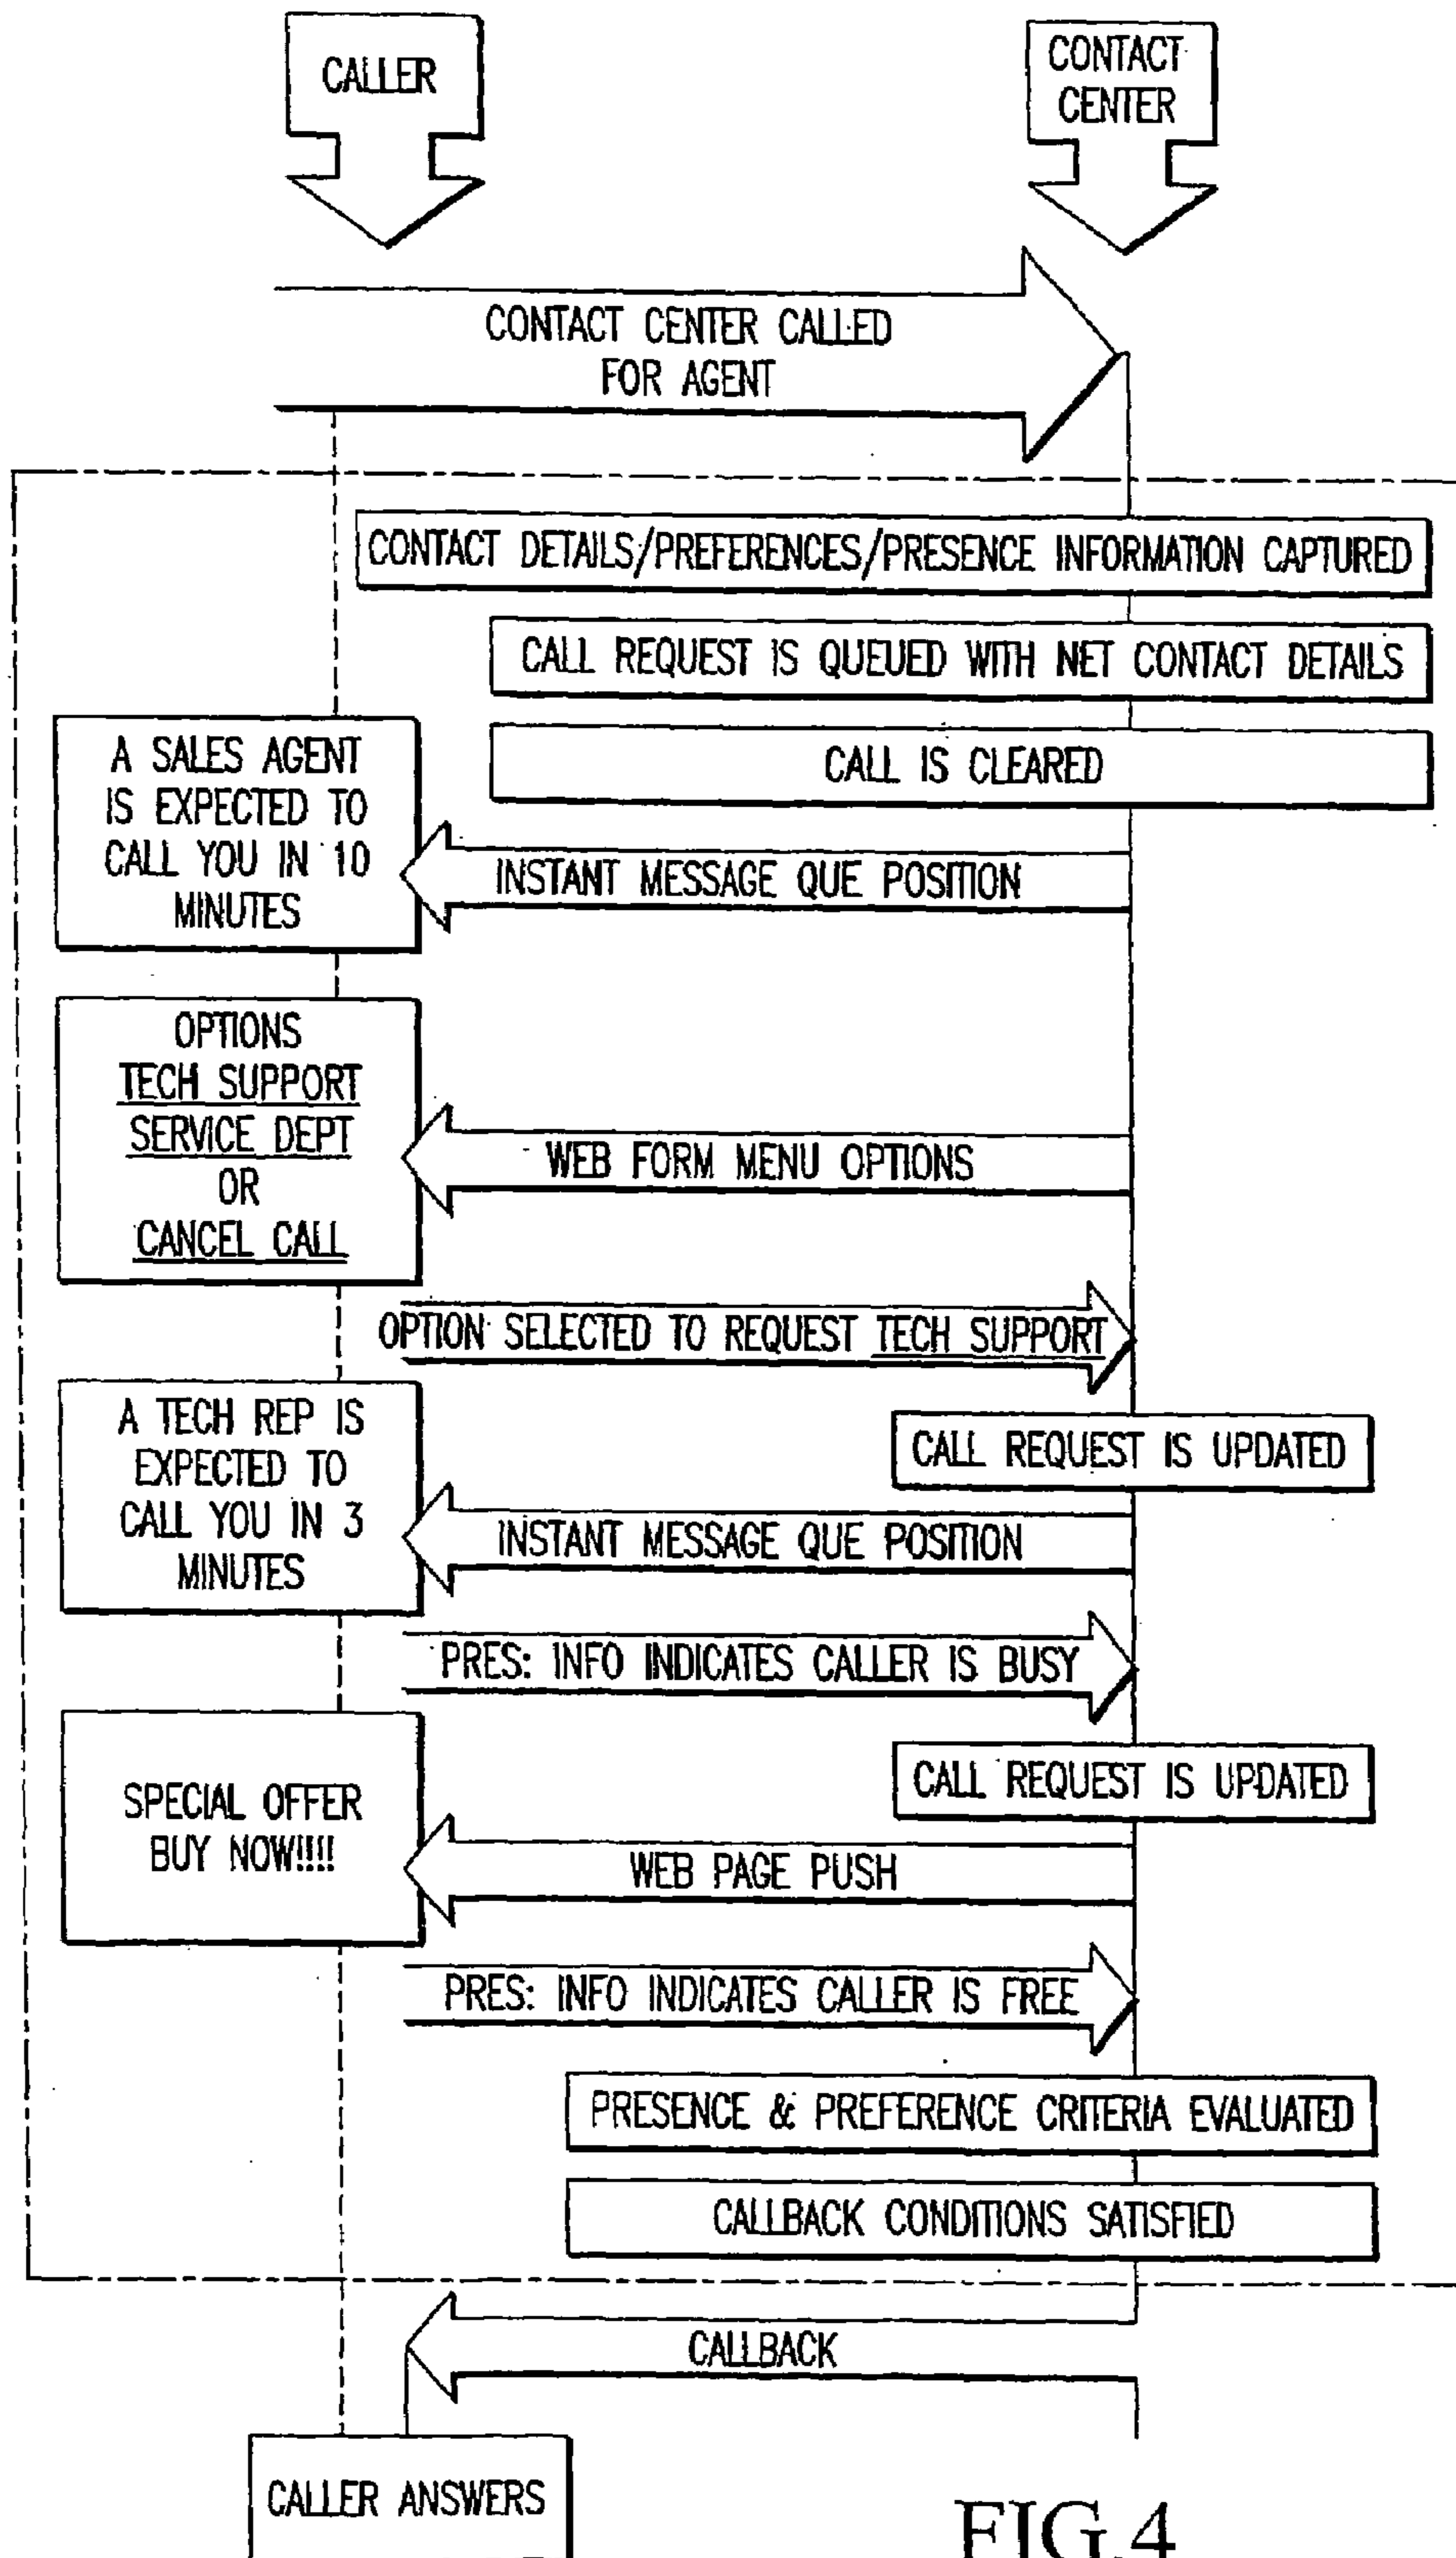 CALLER
CONTACT
CENTER
CONTACT CENTER CALLED
FOR AGENT
CONTACT DETAILS/PREFERENCES/PRESENCE INFORMATION CAPTURED
CALL REQUEST IS QUEUED WITH NET CONTACT DETAILS
CALL IS CLEARED
A SALES AGENT
IS EXPECTED TO
CALL YOU IN 10
MINUTES
INSTANT MESSAGE QUE POSITION
OPTIONS
TECH SUPPORT
SERVICE DEPT
OR
CANCEL CALL
WEB FORM MENU OPTIONS
OPTION SELECTED TO REQUEST TECH SUPPORT
A TECH REP IS
EXPECTED TO
CALL YOU IN 3
MINUTES
CALL REQUEST IS UPDATED
INSTANT MESSAGE QUE POSITION
PRES: INFO INDICATES CALLER IS BUSY
CALL REQUEST IS UPDATED
SPECIAL OFFER
BUY NOW!!!!
WEB PAGE PUSH
PRES: INFO INDICATES CALLER IS FREE
PRESENCE & PREFERENCE CRITERIA EVALUATED
CALLBACK CONDITIONS SATISFIED
CALLBACK
CALLER ANSWERS
FIG.4